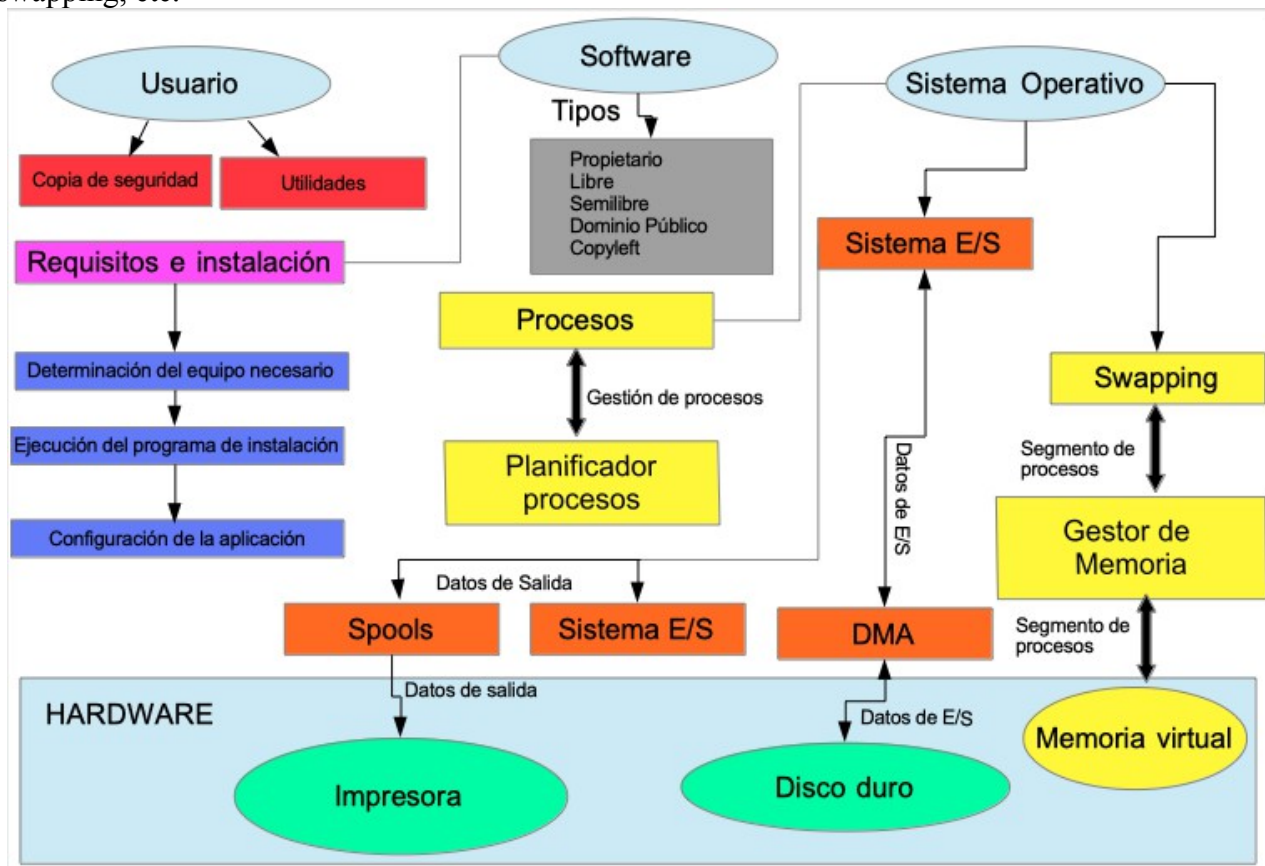 swapping, etc.
Usuario
Software
Sistema Operativo
Tipos
Copia de seguridad
Utilidades
Propietario
Libre
Semilibre
Dominio Público
Copyleft
Requisitos e instalación
Sistema E/S
Procesos
Determinación del equipo necesario
Gestión de procesos
Swapping
Ejecución del programa de instalación
Planificador
procesos
Datos de E/S
Segmento de
procesos
Configuración de la aplicación
Gestor de
Memoria
Datos de Salida
Spools
Sistema E/S
DMA
Segmento de
procesos
Datos de salida
HARDWARE
Datos de E/S
Memoria virtual
Impresora
Disco duro